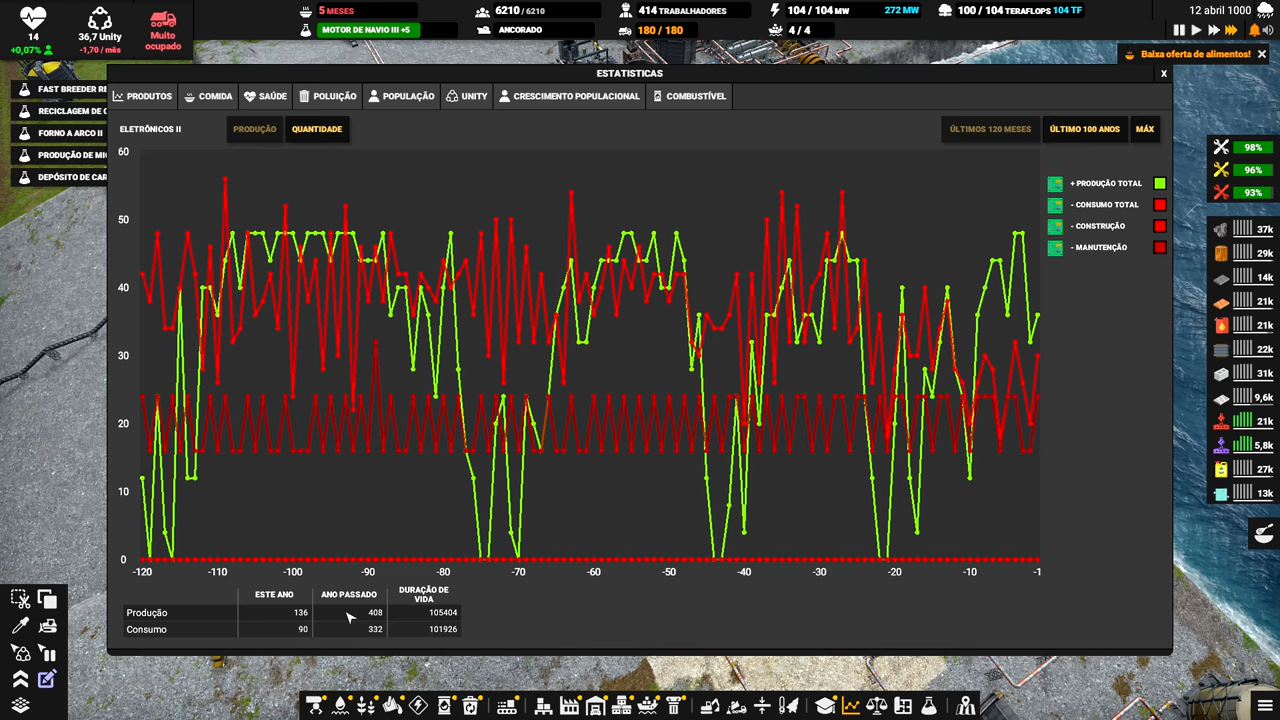 14
+0,07%
36,7 Unity
-1,70 / mês
Muito
ocupado
5 MESES
6210 / 6210
414 TRABALHADORES
104 / 104 MW
272 MW
100 / 104 TERAFLOPS
104 TF
12 abril 1000
MOTOR DE NAVIO III +5
ANCORADO
180 / 180
4 / 4
Baixa oferta de alimentos!
FAST BREEDER RE
RECICLAGEM DE
FORNO A ARCO II
PRODUÇÃO DE MI
DEPÓSITO DE CAR
ESTATISTICAS
X
PRODUTOS
COMIDA
SAÚDE
POLUIÇÃO
POPULAÇÃO
UNITY
CRESCIMENTO POPULACIONAL
COMBUSTÍVEL
ELETRÔNICOS II
PRODUÇÃO
QUANTIDADE
ÚLTIMOS 120 MESES
ÚLTIMO 100 ANOS
MÁX
60
50
40
30
20
10
0
-120
-110
-100
-90
-80
-70
-60
-50
-40
-30
-20
-10
-1
+ PRODUÇÃO TOTAL
- CONSUMO TOTAL
- CONSTRUÇÃO
- MANUTENÇÃO
ESTE ANO
ANO PASSADO
DURAÇÃO DE
VIDA
Produção
136
408
105404
Consumo
90
332
101926
98%
96%
93%
37k
29k
14k
21k
21k
22k
31k
9,6k
21k
5,8k
27k
13k